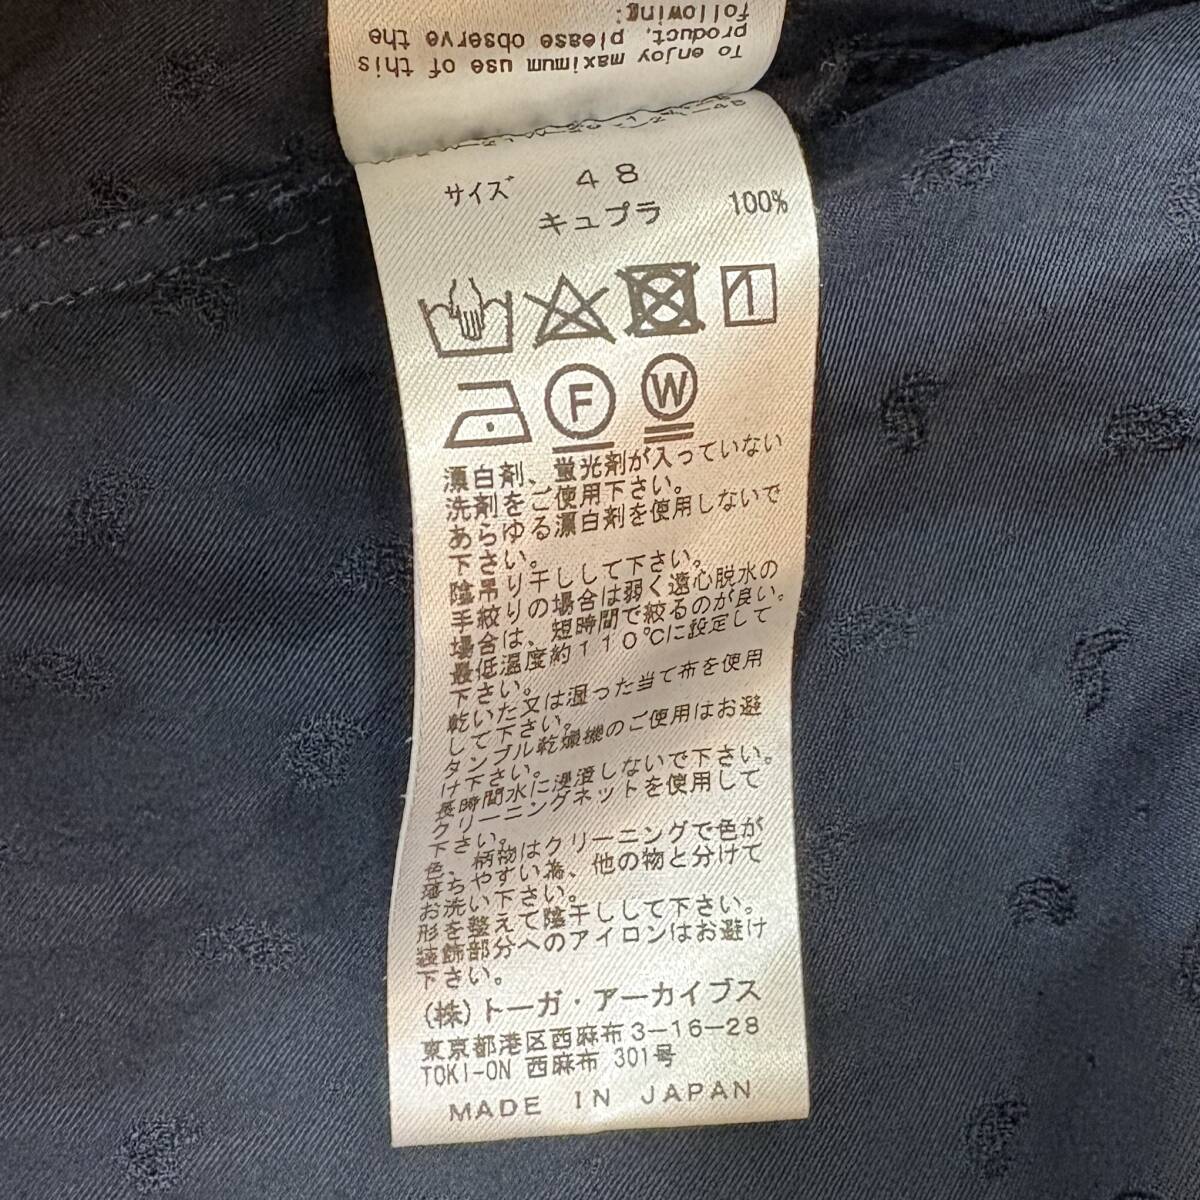 To enjoy maximum use of this
product, please observe the
following:
サイズ 48
キュプラ 100%
F W
漂白剤、蛍光剤が入っていない
洗剤をご使用下さい。
あらゆる漂白剤を使用しないで
下さい。
陰吊り干しして下さい。
手絞りの場合は弱く遠心脱水の
場合は、短時間で絞るのが良い。
最低温度約110℃に設定して
下さい。
乾いた又は湿った当て布を使用
して下さい。
タンブル乾燥機のご使用はお避
け下さい。
長時間水に浸漬しないで下さい。
クリーニングネットを使用して
下さい。
色、柄物はクリーニングで色が
落ちやすい為、他の物と分けて
お洗い下さい。
形を整えて陰干しして下さい。
装飾部分へのアイロンはお避け
下さい。
(株)トーガ・アーカイブス
東京都港区西麻布3-16-28
TOKI-ON 西麻布 301号
MADE IN JAPAN